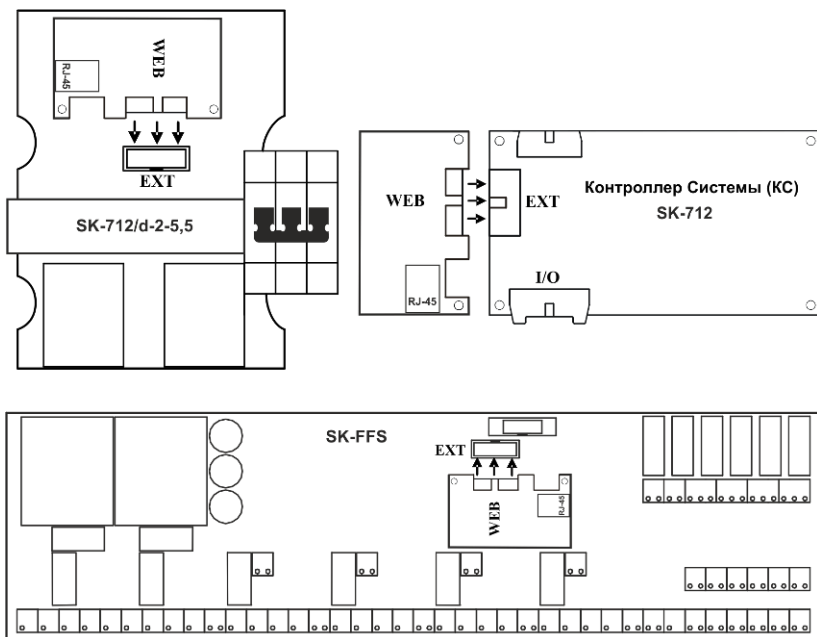 WEB
RJ-45
EXT
SK-712/d-2-5,5
WEB
EXT
Контроллер Системы (КС)
SK-712
I/O
RJ-45
SK-FFS
EXT
WEB
RJ-45